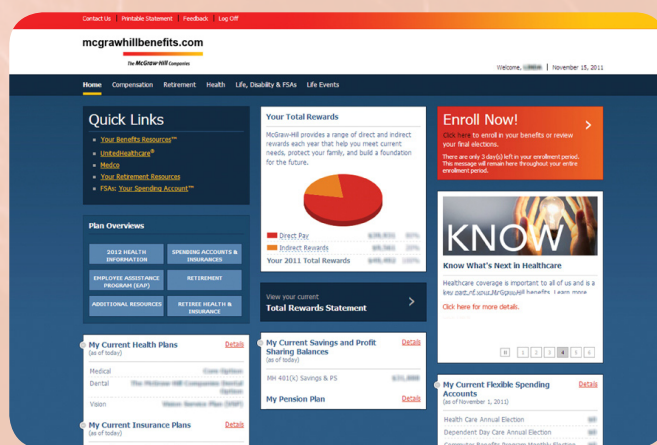 Contact Us | Printable Statement | Feedback | Log Off
mcgrawhillbenefits.com
The McGraw-Hill Companies
Welcome, | November 15, 2011
Home Compensation Retirement Health Life, Disability & FSAs Life Events
Quick Links
Your Benefits Resources™
UnitedHealthcare®
Medco
Your Retirement Resources
FSAs: Your Spending Account™
Plan Overviews
2012 HEALTH
INFORMATION
SPENDING ACCOUNTS &
INSURANCES
EMPLOYEE ASSISTANCE
PROGRAM (EAP)
RETIREMENT
ADDITIONAL RESOURCES
RETIREE HEALTH &
INSURANCE
My Current Health Plans Details
(as of today)
Medical
Dental
Vision
My Current Insurance Plans Details
(as of today)
Your Total Rewards
McGraw-Hill provides a range of direct and indirect
rewards each year that help you meet current
needs, protect your family, and build a foundation
for the future.
Direct Pay
Indirect Rewards
Your 2011 Total Rewards
View your current
Total Rewards Statement
My Current Savings and Profit
Sharing Balances Details
(as of today)
MH 401(k) Savings & PS
My Pension Plan Details
Enroll Now!
Click here to enroll in your benefits or review
your final elections.
There are only 3 day(s) left in your enrollment period.
This message will remain here throughout your entire
enrollment period.
KNOW
Know What's Next in Healthcare
Healthcare coverage is important to all of us and is a
key part of your McGraw-Hill benefits. Learn more
Click here for more details.
1 2 3 4 5 6
My Current Flexible Spending
Accounts Details
(as of November 1, 2011)
Health Care Annual Election
Dependent Day Care Annual Election
Commuter Benefits Program Monthly Election